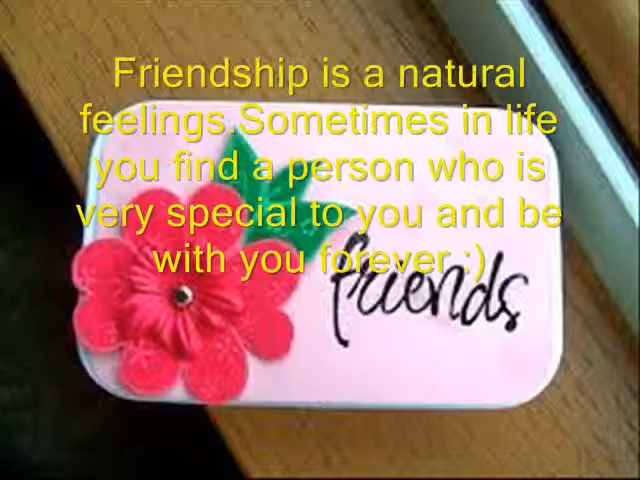 Friendship is a natural
feelings.Sometimes in life
you find a person who is
very special to you and be
with you forever :)
friends